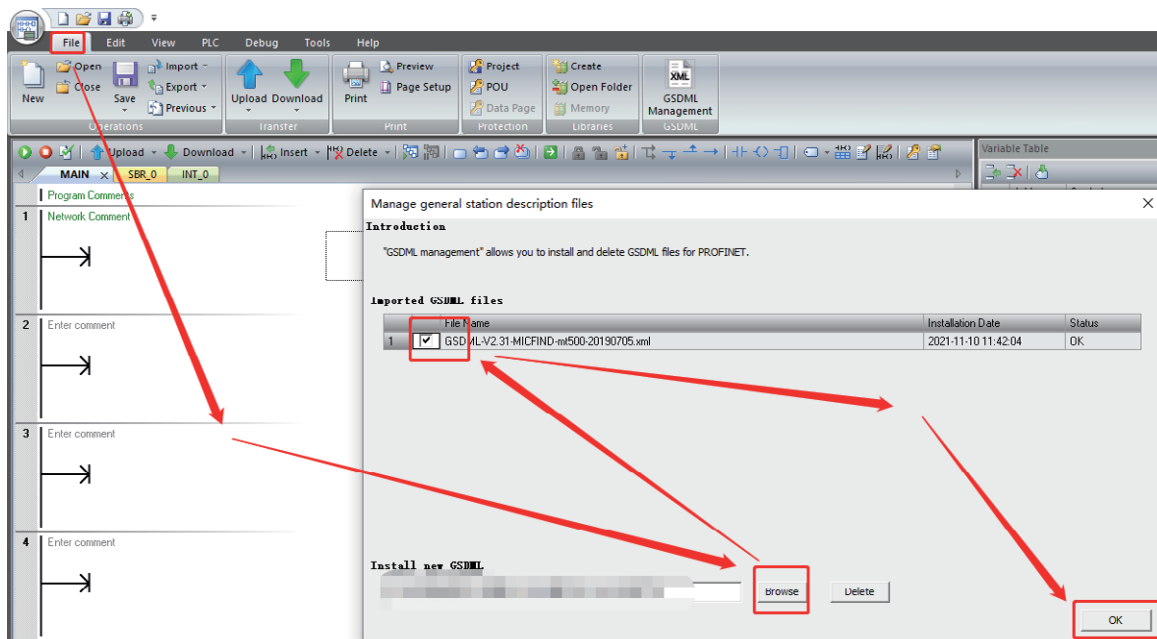 File Edit View PLC Debug Tools Help
New
Open
Close
Save
Import
Export
Previous
Operations
Upload Download
Transfer
Print
Preview
Page Setup
Print
Project
POU
Data Page
Protection
Create
Open Folder
Memory
Libraries
XML
GSDML
Management
GSDML
Upload Download Insert Delete
MAIN SBR_0 INT_0
Variable Table
Program Comments
1 Network Comment
2 Enter comment
3 Enter comment
4 Enter comment
Manage general station description files
Introduction
"GSDML management" allows you to install and delete GSDML files for PROFINET.
Imported GSDML files
File Name Installation Date Status
1 GSDML-V2.31-MICFIND-mt500-20190705.xml 2021-11-10 11:42:04 OK
Install new GSDML
Browse Delete
OK